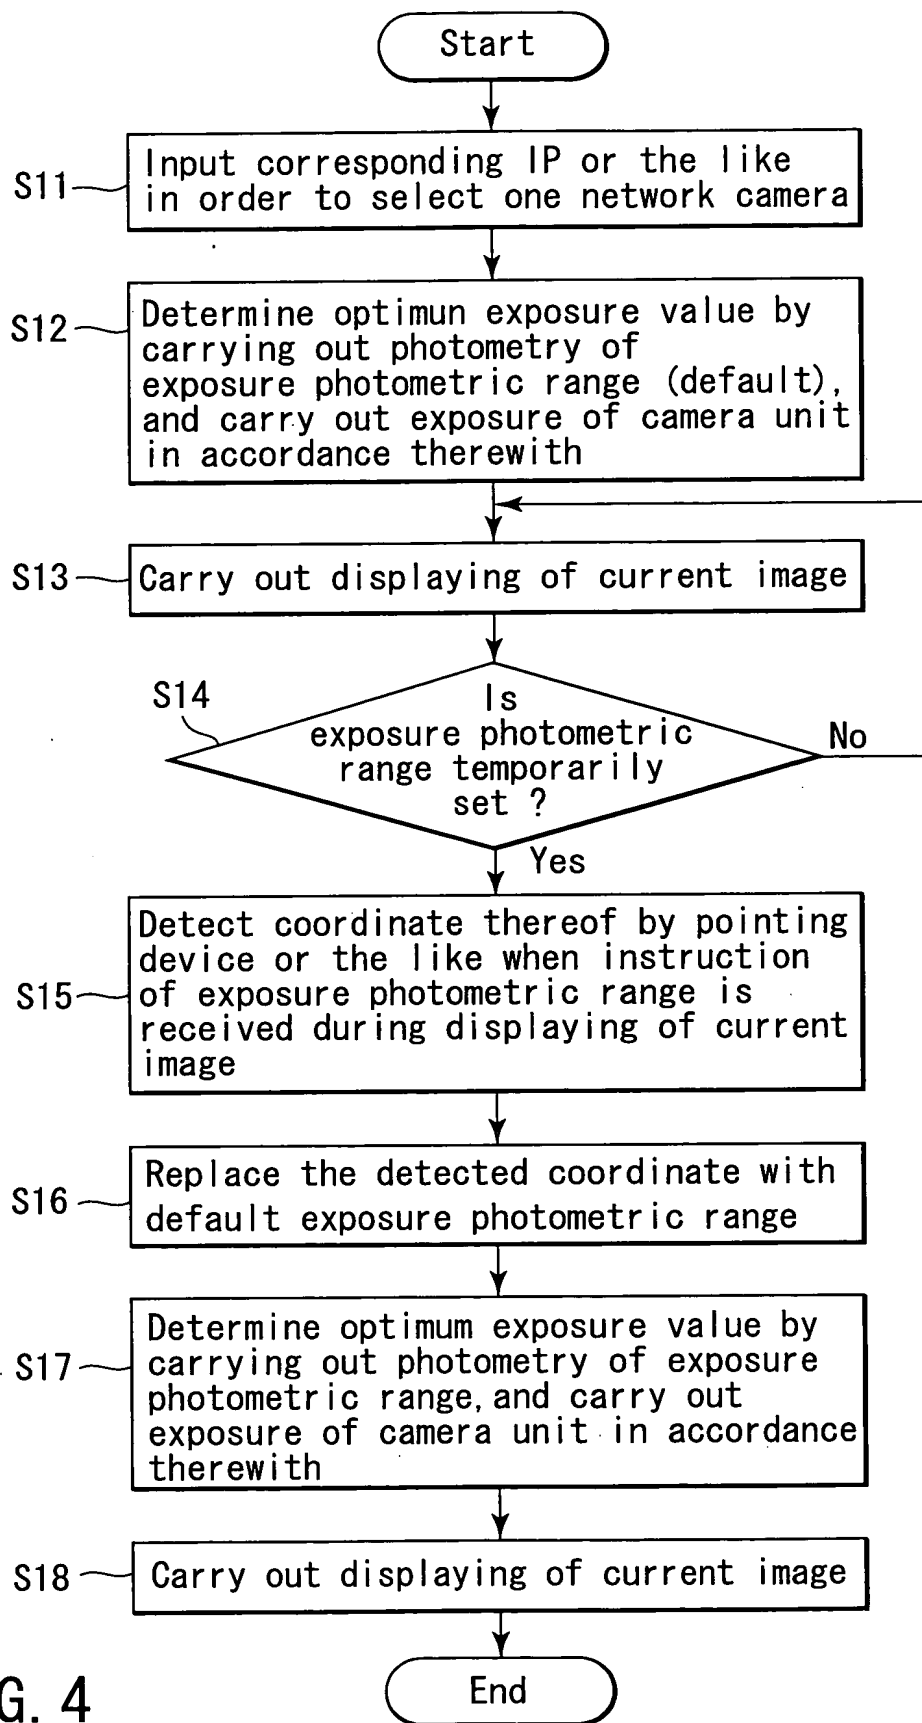 Start
S11
Input corresponding IP or the like
in order to select one network camera
S12
Determine optimun exposure value by
carrying out photometry of
exposure photometric range (default),
and carry out exposure of camera unit
in accordance therewith
S13
Carry out displaying of current image
S14
Is
exposure photometric
range temporarily
set ?
No
Yes
S15
Detect coordinate thereof by pointing
device or the like when instruction
of exposure photometric range is
received during displaying of current
image
S16
Replace the detected coordinate with
default exposure photometric range
S17
Determine optimum exposure value by
carrying out photometry of exposure
photometric range, and carry out
exposure of camera unit in accordance
therewith
S18
Carry out displaying of current image
End
G. 4